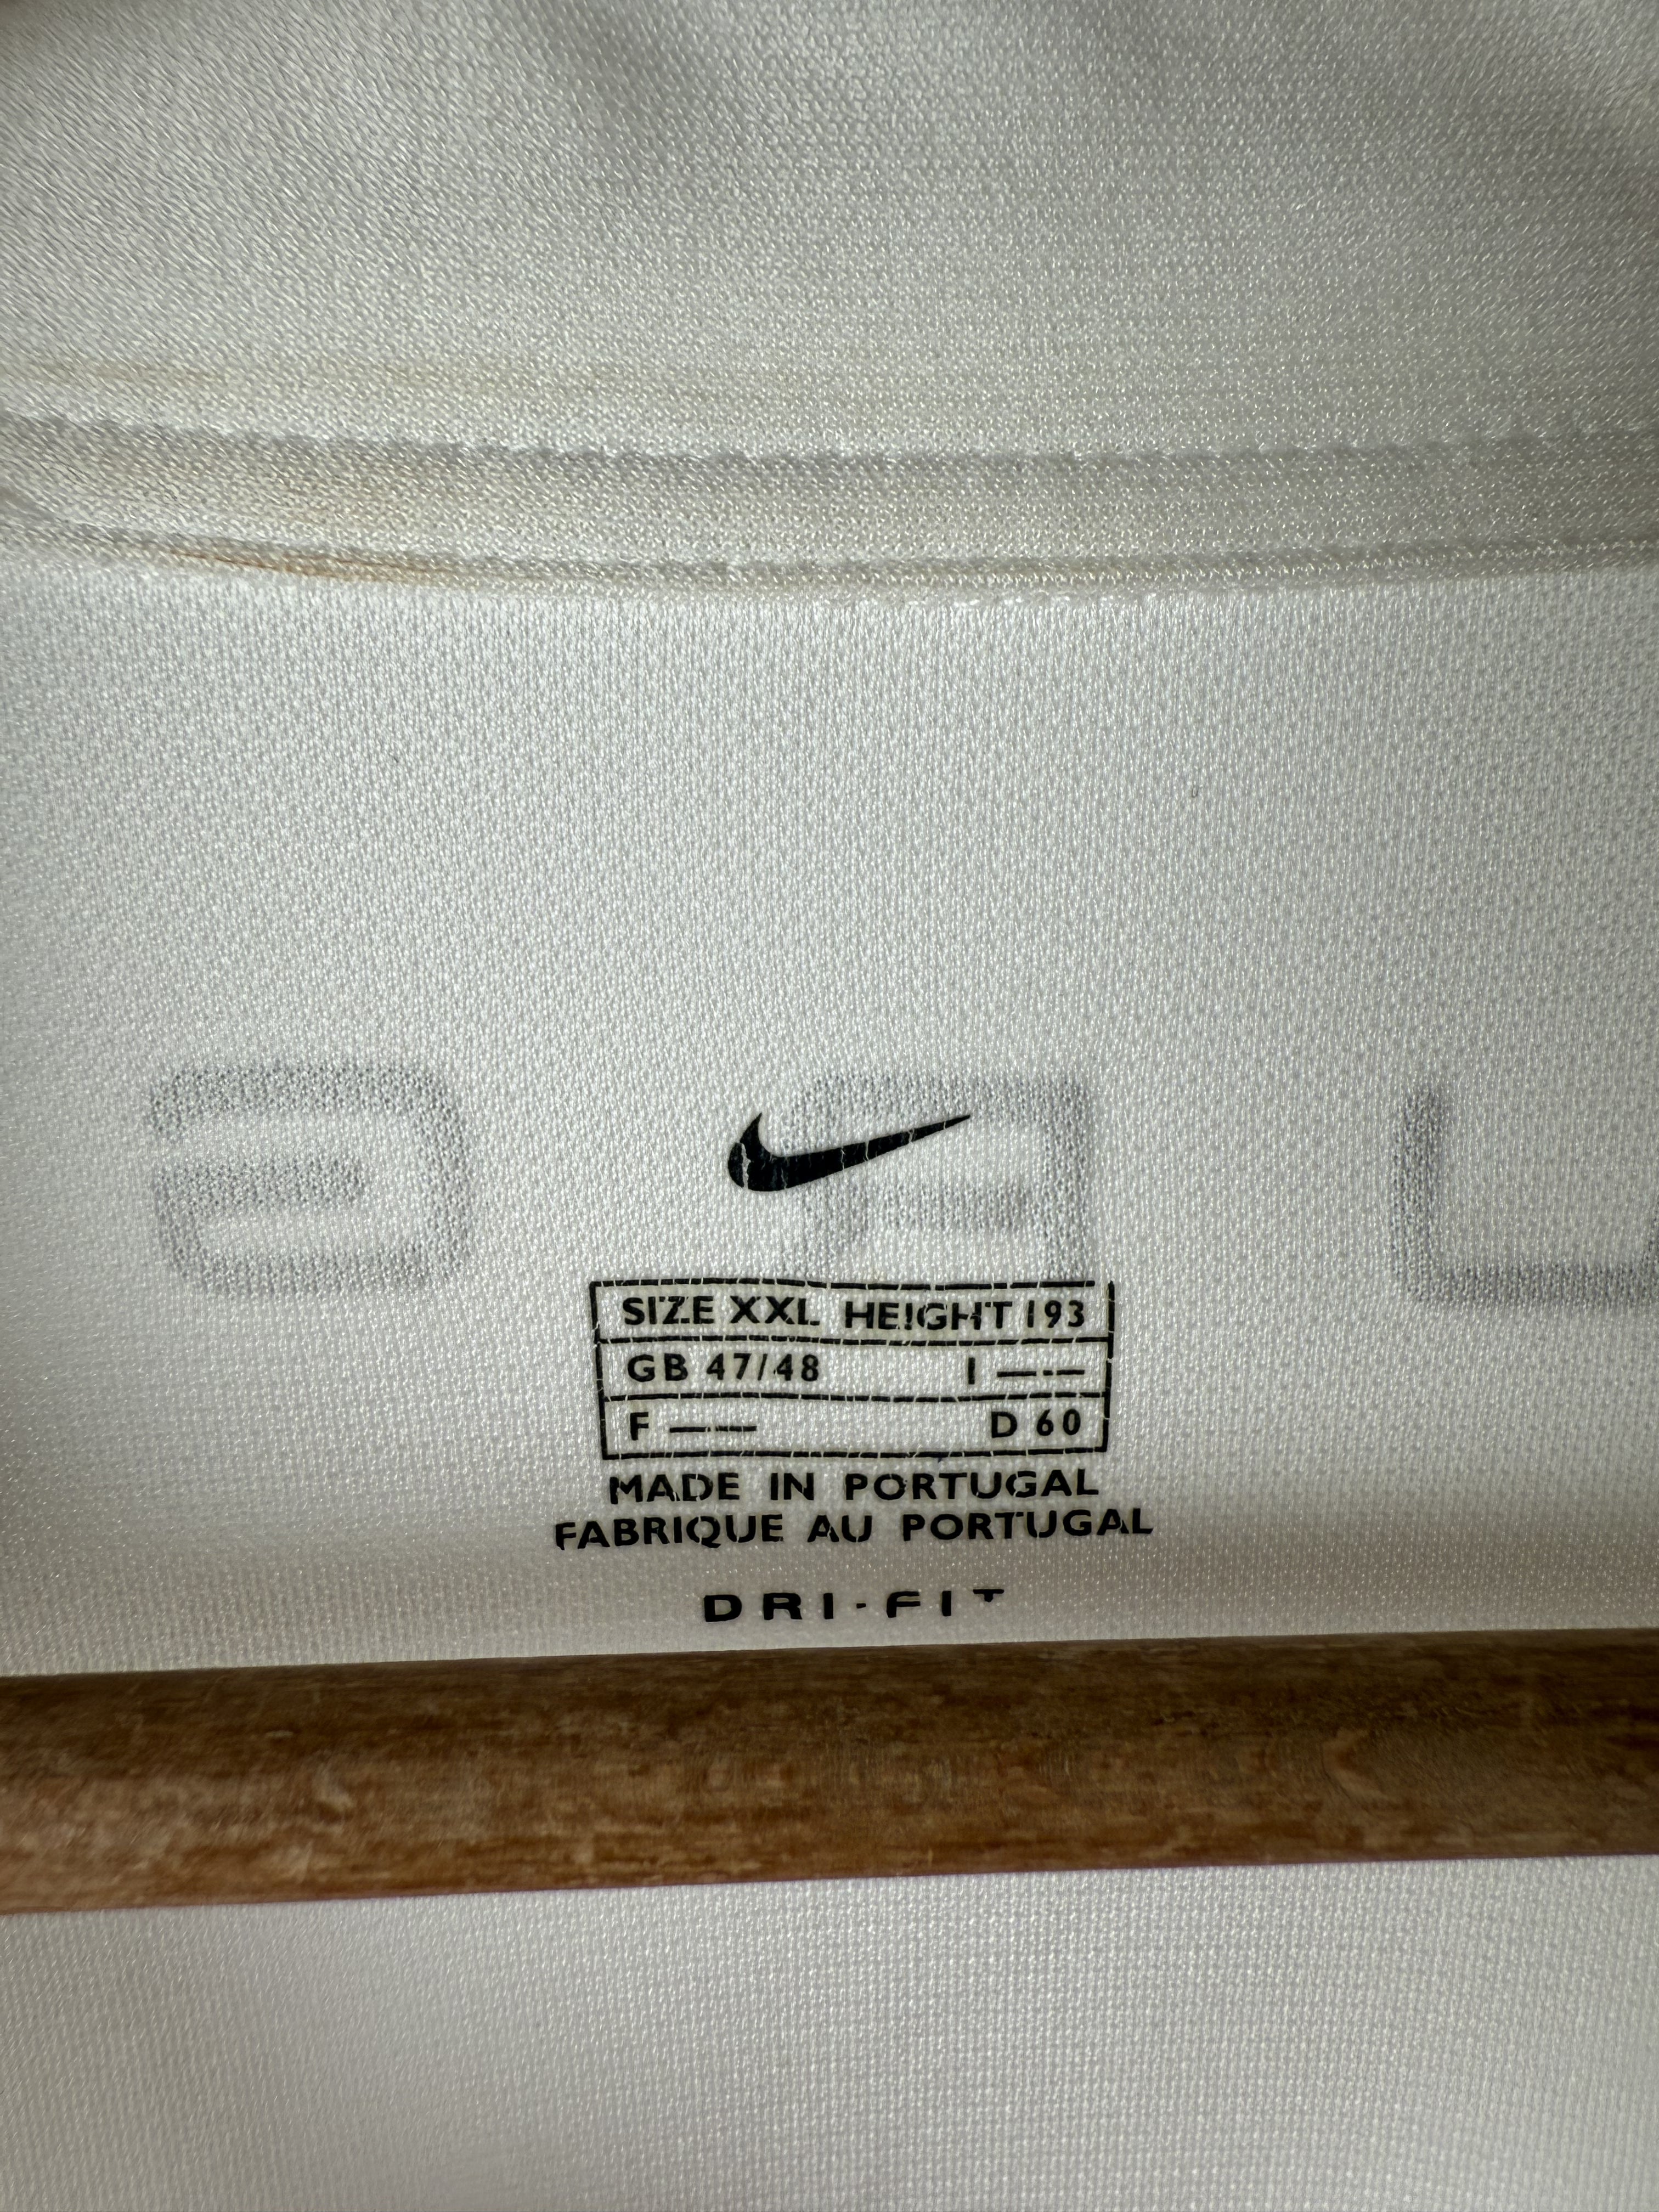 SIZE XXL HEIGHT 193
GB 47/48 I ---
F --- D 60
MADE IN PORTUGAL
FABRIQUE AU PORTUGAL
DRI-FIT